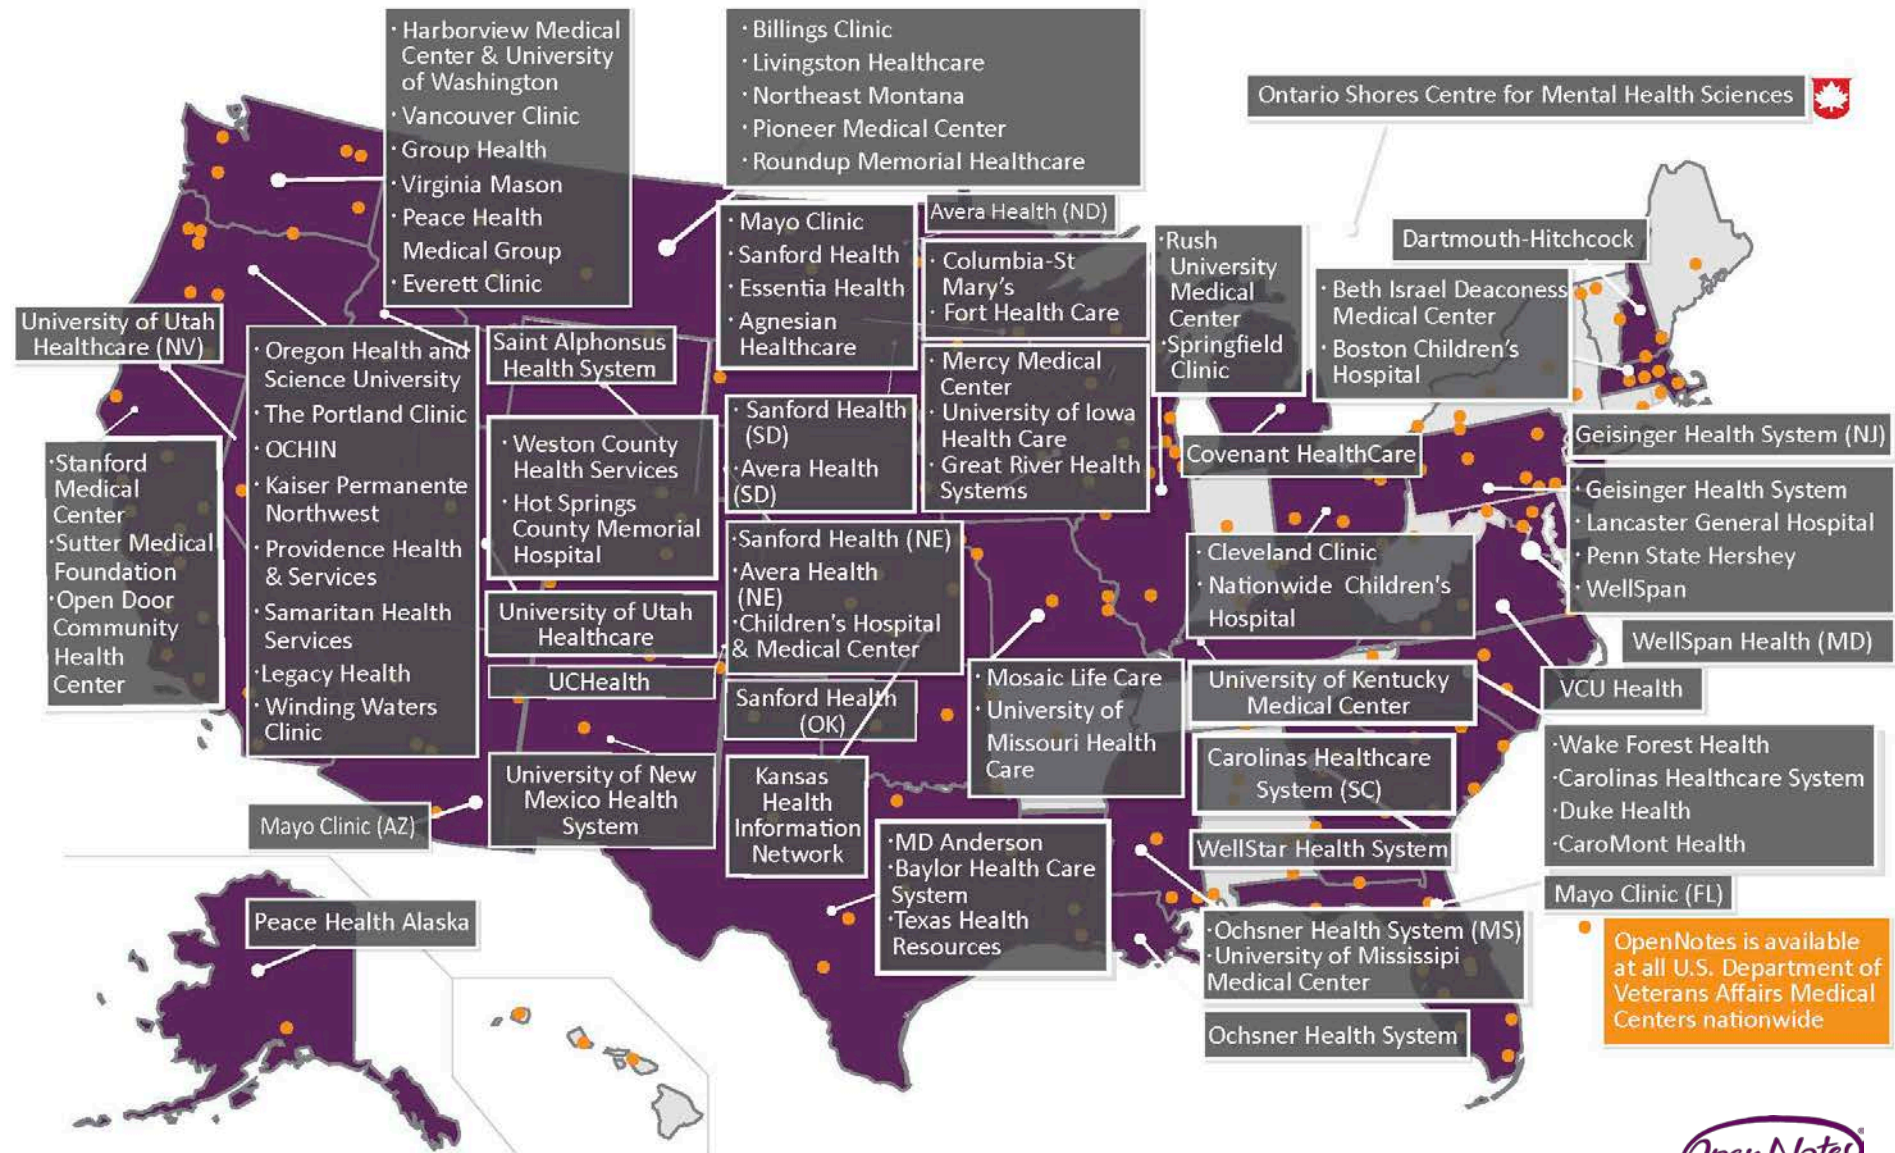 · Harborview Medical
Center & University
of Washington
· Vancouver Clinic
· Group Health
· Virginia Mason
· Peace Health
Medical Group
· Everett Clinic
· Billings Clinic
· Livingston Healthcare
· Northeast Montana
· Pioneer Medical Center
· Roundup Memorial Healthcare
Ontario Shores Centre for Mental Health Sciences
· Mayo Clinic
· Sanford Health
· Essentia Health
· Agnesian
Healthcare
Avera Health (ND)
· Columbia-St
Mary's
· Fort Health Care
·Rush
University
Medical
Center
·Springfield
Clinic
Dartmouth-Hitchcock
· Beth Israel Deaconess
Medical Center
· Boston Children's
Hospital
University of Utah
Healthcare (NV)
· Oregon Health and
Science University
· The Portland Clinic
· OCHIN
· Kaiser Permanente
Northwest
· Providence Health
& Services
· Samaritan Health
Services
·Legacy Health
· Winding Waters
Clinic
Saint Alphonsus
Health System
· Mercy Medical
Center
· University of Iowa
Health Care
· Great River Health
Systems
· Sanford Health
(SD)
· Avera Health
(SD)
· Weston County
Health Services
· Hot Springs
County Memorial
Hospital
Covenant HealthCare
Geisinger Health System (NJ)
·Stanford
Medical
Center
·Sutter Medical
Foundation
·Open Door
Community
Health
Center
· Geisinger Health System
· Lancaster General Hospital
· Penn State Hershey
· WellSpan
·Sanford Health (NE)
·Avera Health
(NE)
·Children's Hospital
& Medical Center
· Cleveland Clinic
· Nationwide Children's
Hospital
University of Utah
Healthcare
WellSpan Health (MD)
UCHealth
Sanford Health
(OK)
· Mosaic Life Care
· University of
Missouri Health
Care
University of Kentucky
Medical Center
VCU Health
Carolinas Healthcare
System (SC)
·Wake Forest Health
·Carolinas Healthcare System
·Duke Health
·CaroMont Health
University of New
Mexico Health
System
Kansas
Health
Information
Network
Mayo Clinic (AZ)
·MD Anderson
·Baylor Health Care
System
·Texas Health
Resources
WellStar Health System
Mayo Clinic (FL)
Peace Health Alaska
·Ochsner Health System (MS)
·University of Mississipi
Medical Center
OpenNotes is available
at all U.S. Department of
Veterans Affairs Medical
Centers nationwide
Ochsner Health System
OpenNotes®